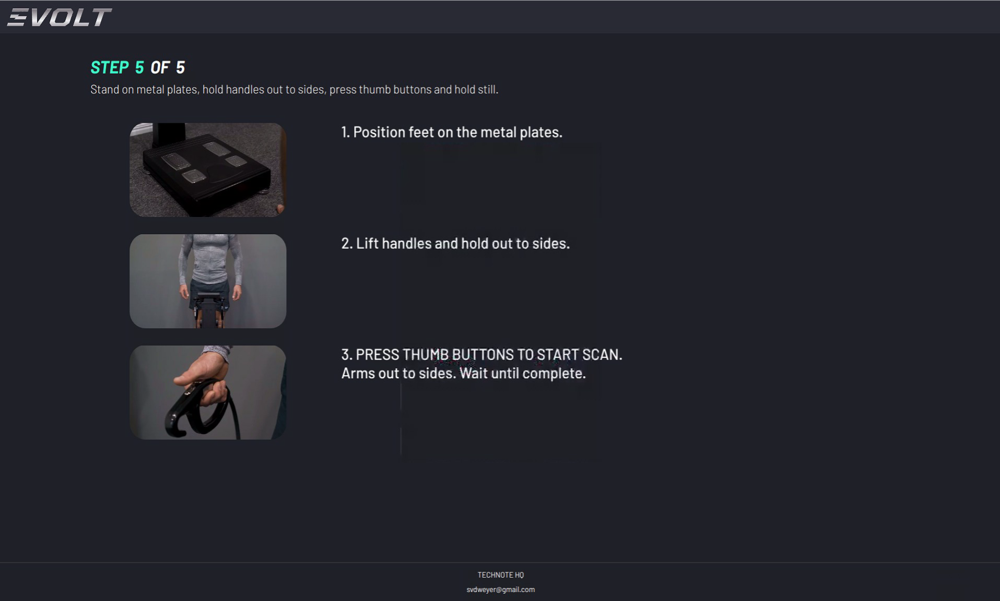 EVOLT
STEP 5 OF 5
Stand on metal plates, hold handles out to sides, press thumb buttons and hold still.
1. Position feet on the metal plates.
2. Lift handles and hold out to sides.
3. PRESS THUMB BUTTONS TO START SCAN.
Arms out to sides. Wait until complete.
TECHNOTE HQ
svdweyer@gmail.com